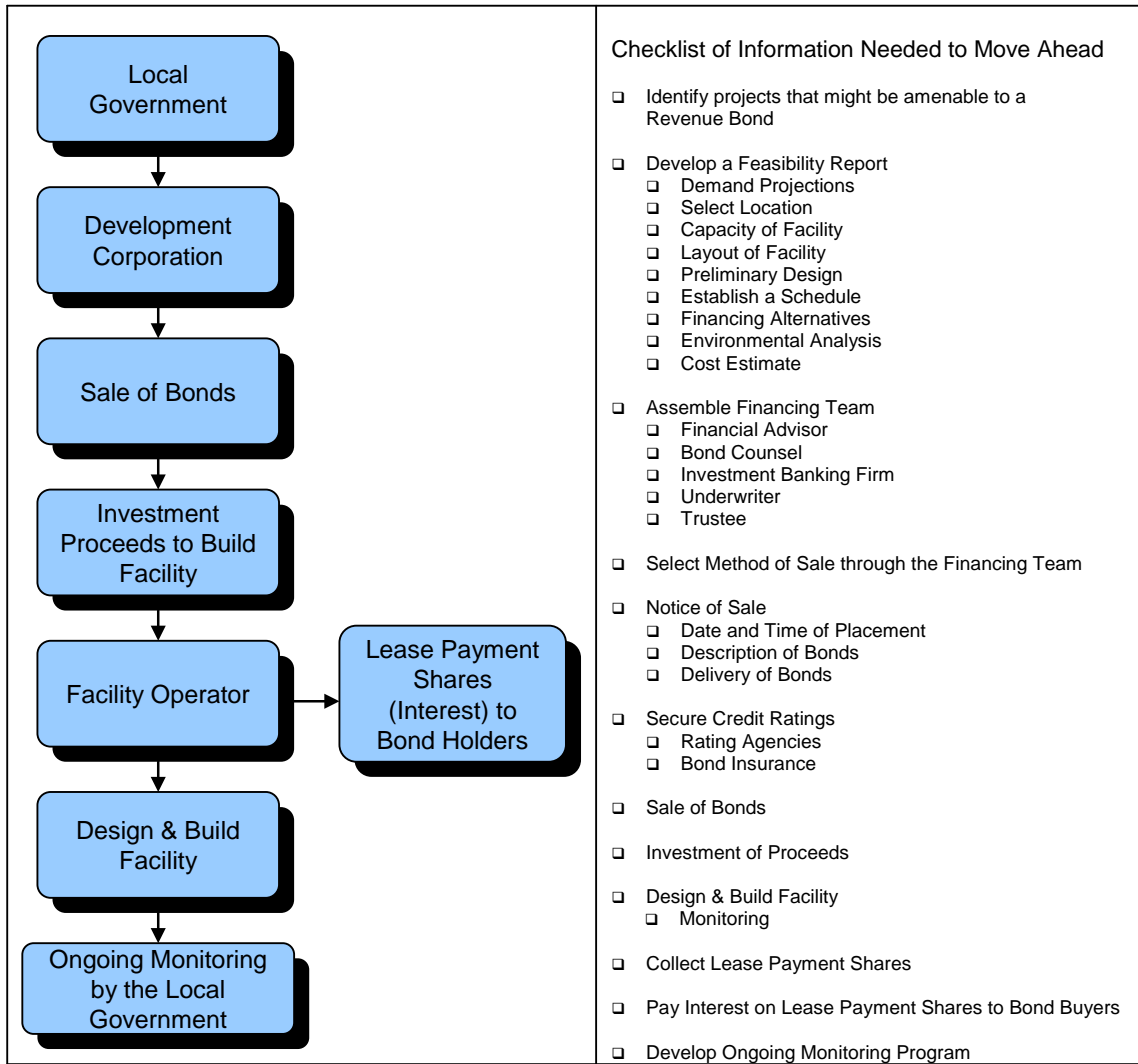 Local
Government
Development
Corporation
Sale of Bonds
Investment
Proceeds to Build
Facility
Facility Operator
Lease Payment
Shares
(Interest) to
Bond Holders
Design & Build
Facility
Ongoing Monitoring
by the Local
Government
Checklist of Information Needed to Move Ahead
Identify projects that might be amenable to a
Revenue Bond
Develop a Feasibility Report
Demand Projections
Select Location
Capacity of Facility
Layout of Facility
Preliminary Design
Establish a Schedule
Financing Alternatives
Environmental Analysis
Cost Estimate
Assemble Financing Team
Financial Advisor
Bond Counsel
Investment Banking Firm
Underwriter
Trustee
Select Method of Sale through the Financing Team
Notice of Sale
Date and Time of Placement
Description of Bonds
Delivery of Bonds
Secure Credit Ratings
Rating Agencies
Bond Insurance
Sale of Bonds
Investment of Proceeds
Design & Build Facility
Monitoring
Collect Lease Payment Shares
Pay Interest on Lease Payment Shares to Bond Buyers
Develop Ongoing Monitoring Program